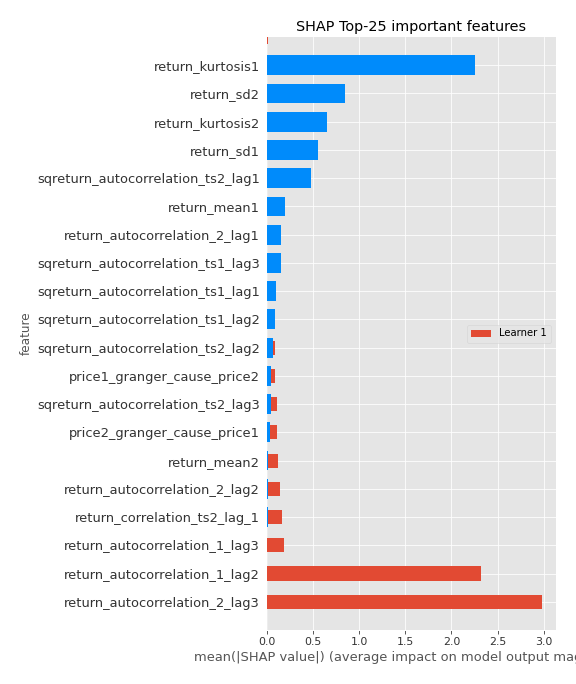 SHAP Top-25 important features
return_kurtosis1
return_sd2
return_kurtosis2
return_sd1
sqreturn_autocorrelation_ts2_lag1
return_mean1
return_autocorrelation_2_lag1
sqreturn_autocorrelation_ts1_lag3
sqreturn_autocorrelation_ts1_lag1
sqreturn_autocorrelation_ts1_lag2
sqreturn_autocorrelation_ts2_lag2
price1_granger_cause_price2
sqreturn_autocorrelation_ts2_lag3
price2_granger_cause_price1
return_mean2
return_autocorrelation_2_lag2
return_correlation_ts2_lag_1
return_autocorrelation_1_lag3
return_autocorrelation_1_lag2
return_autocorrelation_2_lag3
feature
Learner 1
0.0 0.5 1.0 1.5 2.0 2.5 3.0
mean(|SHAP value|) (average impact on model output